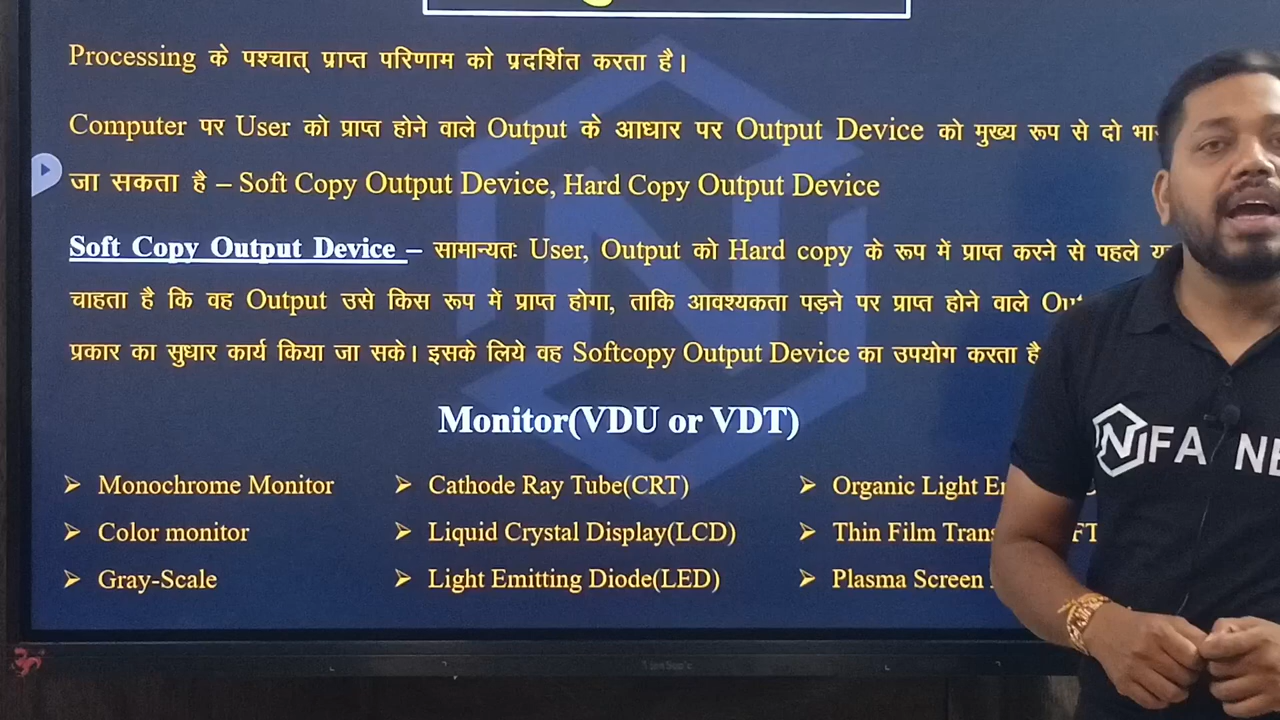 Processing के पश्चात् प्राप्त परिणाम को प्रदर्शित करता है।
Computer पर User को प्राप्त होने वाले Output के आधार पर Output Device को मुख्य रूप से दो
जा सकता है – Soft Copy Output Device, Hard Copy Output Device
Soft Copy Output Device – सामान्यतः User, Output को Hard copy के रूप में प्राप्त करने से पहले
चाहता है कि वह Output उसे किस रूप में प्राप्त होगा, ताकि आवश्यकता पड़ने पर प्राप्त होने वाले
प्रकार का सुधार कार्य किया जा सके। इसके लिये वह Softcopy Output Device का उपयोग करता है
Monitor(VDU or VDT)
➢ Monochrome Monitor
➢ Color monitor
➢ Gray-Scale
➢ Cathode Ray Tube(CRT)
➢ Liquid Crystal Display(LCD)
➢ Light Emitting Diode(LED)
➢ Organic Light
➢ Thin Film
➢ Plasma Screen
NFA NE